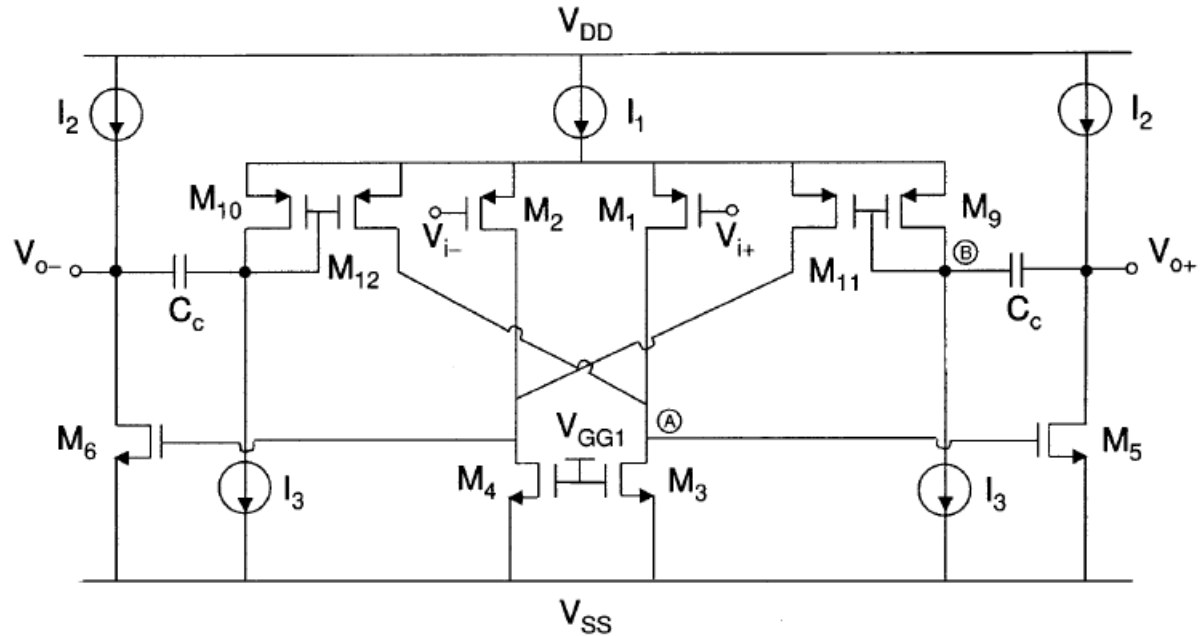 V_DD
I_2
I_1
I_2
M_10
M_2
M_1
M_9
V_i-
V_i+
V_o-
M_12
M_11
B
V_o+
C_c
C_c
A
V_GG1
M_6
M_5
I_3
M_4
M_3
I_3
V_SS